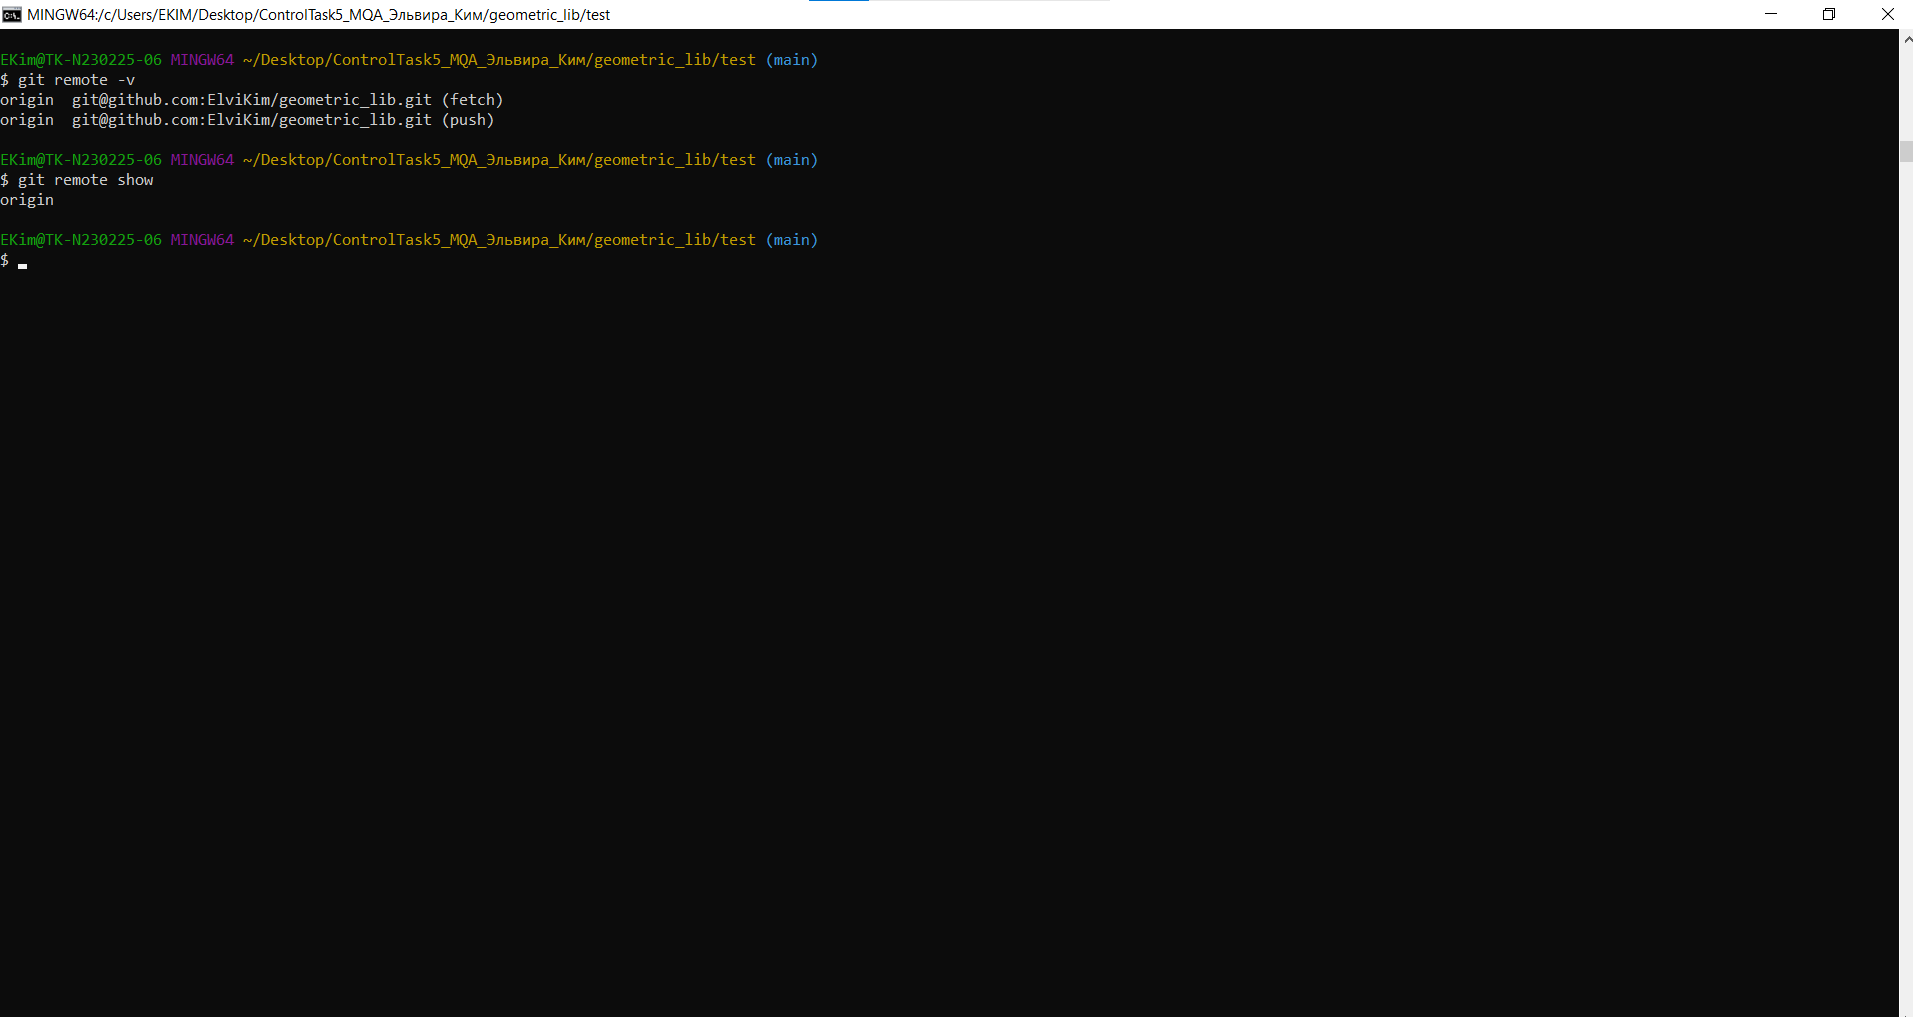 MINGW64:/c/Users/EKIM/Desktop/ControlTask5_MQA_Эльвира_Ким/geometric_lib/test
EKim@TK-N230225-06 MINGW64 ~/Desktop/ControlTask5_MQA_Эльвира_Ким/geometric_lib/test (main)
$ git remote -v
origin  git@github.com:ElviKim/geometric_lib.git (fetch)
origin  git@github.com:ElviKim/geometric_lib.git (push)
EKim@TK-N230225-06 MINGW64 ~/Desktop/ControlTask5_MQA_Эльвира_Ким/geometric_lib/test (main)
$ git remote show
origin
EKim@TK-N230225-06 MINGW64 ~/Desktop/ControlTask5_MQA_Эльвира_Ким/geometric_lib/test (main)
$